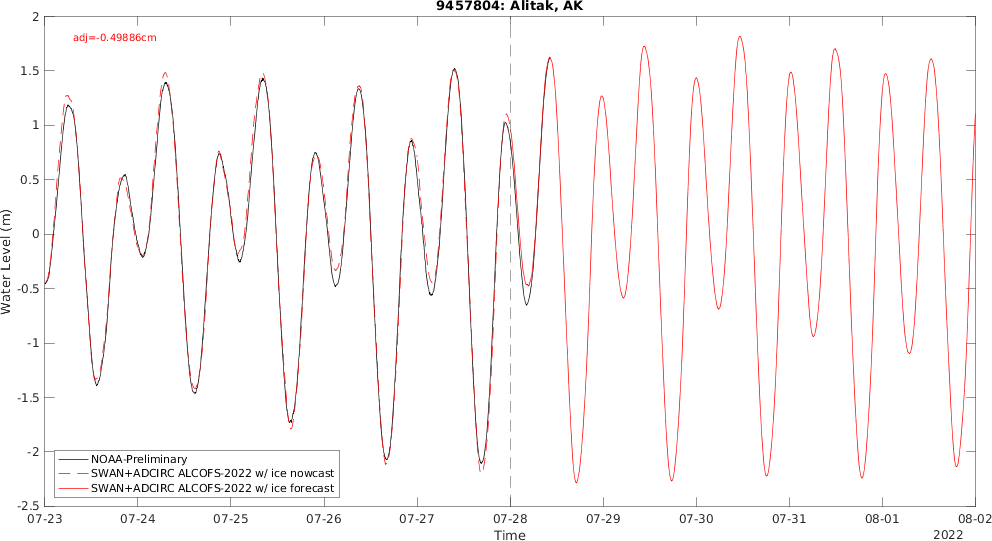 9457804: Alitak, AK
adj=-0.49886cm
2
1.5
1
0.5
0
-0.5
-1
-1.5
-2
-2.5
Water Level (m)
NOAA-Preliminary
SWAN+ADCIRC ALCOFS-2022 w/ ice nowcast
SWAN+ADCIRC ALCOFS-2022 w/ ice forecast
07-23 07-24 07-25 07-26 07-27 07-28 07-29 07-30 07-31 08-01 08-02
Time
2022